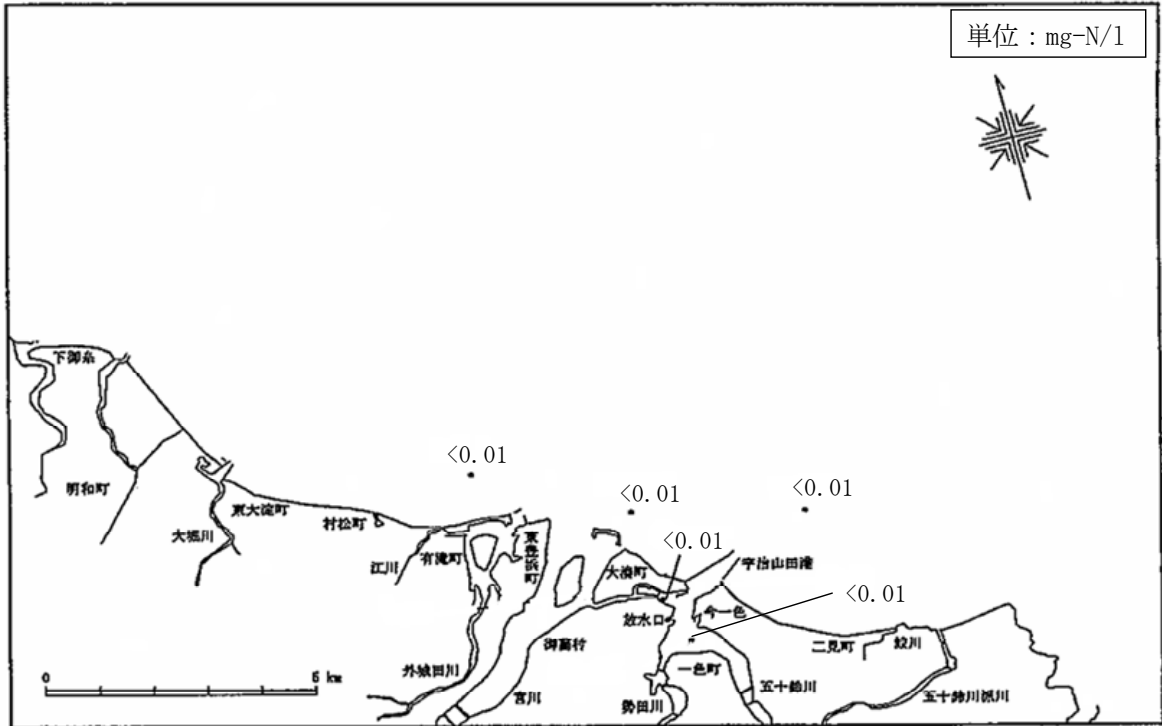 単位：mg-N/l
下御糸
<0.01
明和町
<0.01
<0.01
東大淀町
村松町
大堀川
江川
有滝町
東豊浜町
<0.01
大湊町
宇治山田港
<0.01
放水口
今一色
二見町
鮫川
御薗村
外城田川
一色町
0
6 km
宮川
勢田川
五十鈴川
五十鈴川派川